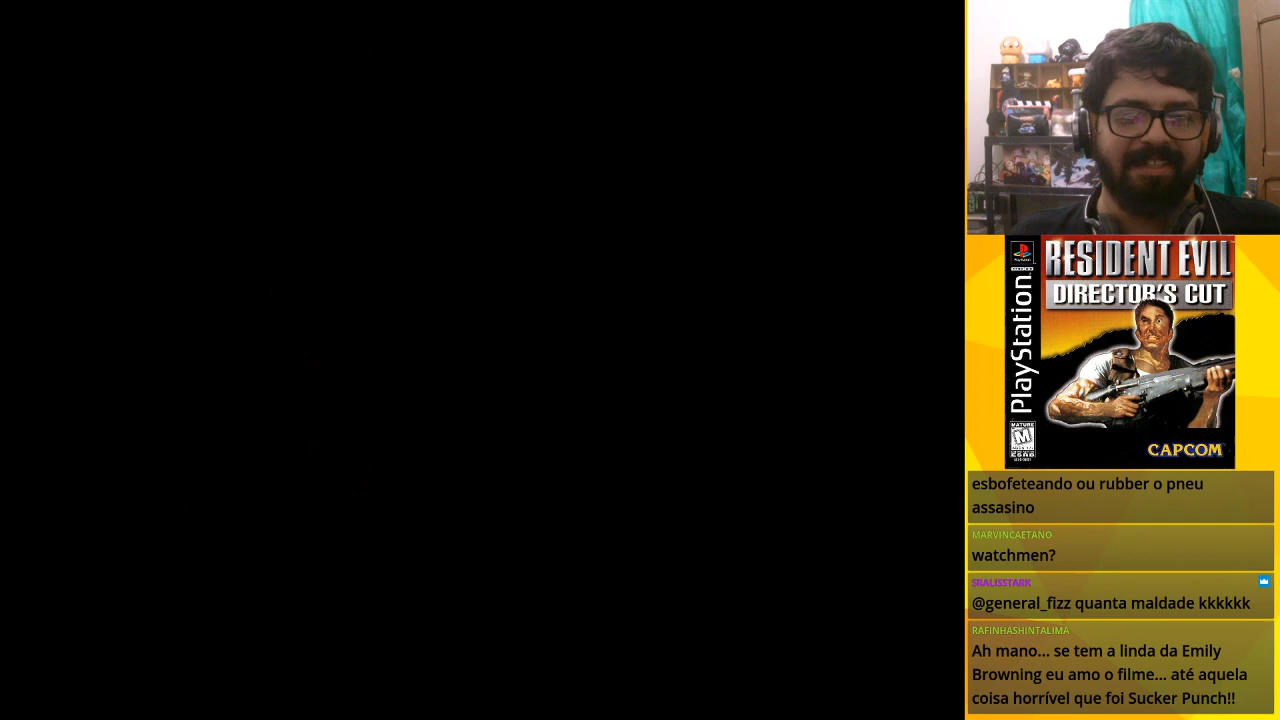 RESIDENT EVIL
DIRECTOR'S CUT
PlayStation
MATURE
M
ESRB
CAPCOM
esbofeteando ou rubber o pneu
assasino
MARVINCAETANO
watchmen?
SRALISSTARK
@general_fizz quanta maldade kkkkkk
RAFINHASHINTALIMA
Ah mano... se tem a linda da Emily
Browning eu amo o filme... até aquela
coisa horrível que foi Sucker Punch!!